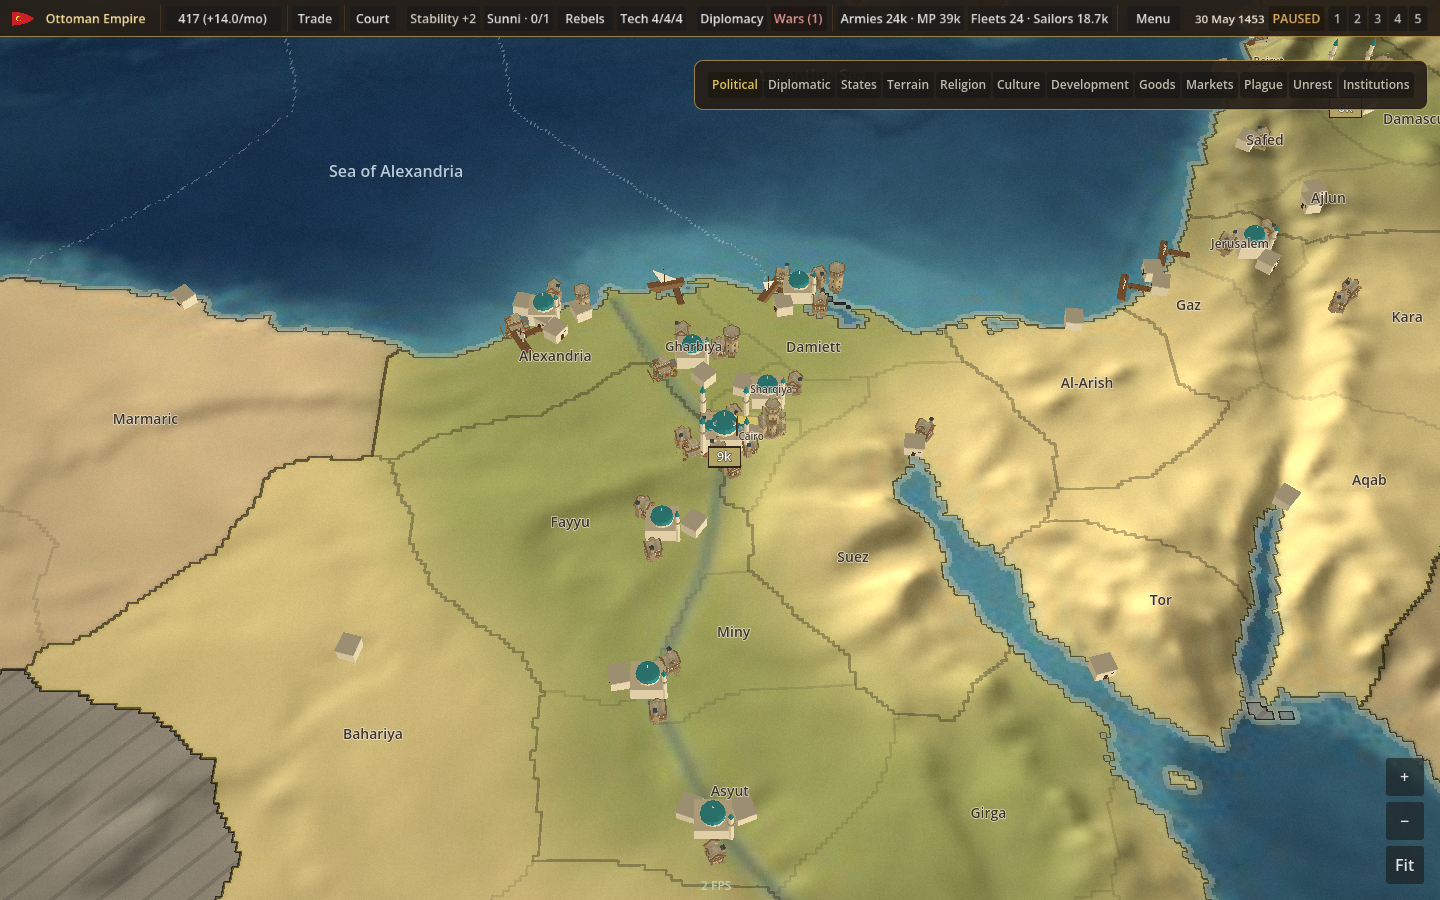 Ottoman Empire 417 (+14.0/mo) Trade Court Stability +2 Sunni · 0/1 Rebels Tech 4/4/4 Diplomacy Wars (1) Armies 24k · MP 39k Fleets 24 · Sailors 18.7k Menu 30 May 1453 PAUSED 1 2 3 4 5
Political Diplomatic States Terrain Religion Culture Development Goods Markets Plague Unrest Institutions
Damascu
Safed
Sea of Alexandria
Ajlun
Jerusalem
Gaz
Kara
Gharbiya
Damiett
Alexandria
Al-Arish
Sharqiya
Marmaric
Cairo
9k
Aqab
Fayyu
Suez
Tor
Miny
Bahariya
+
Asyut
Girga
−
Fit
2 FPS